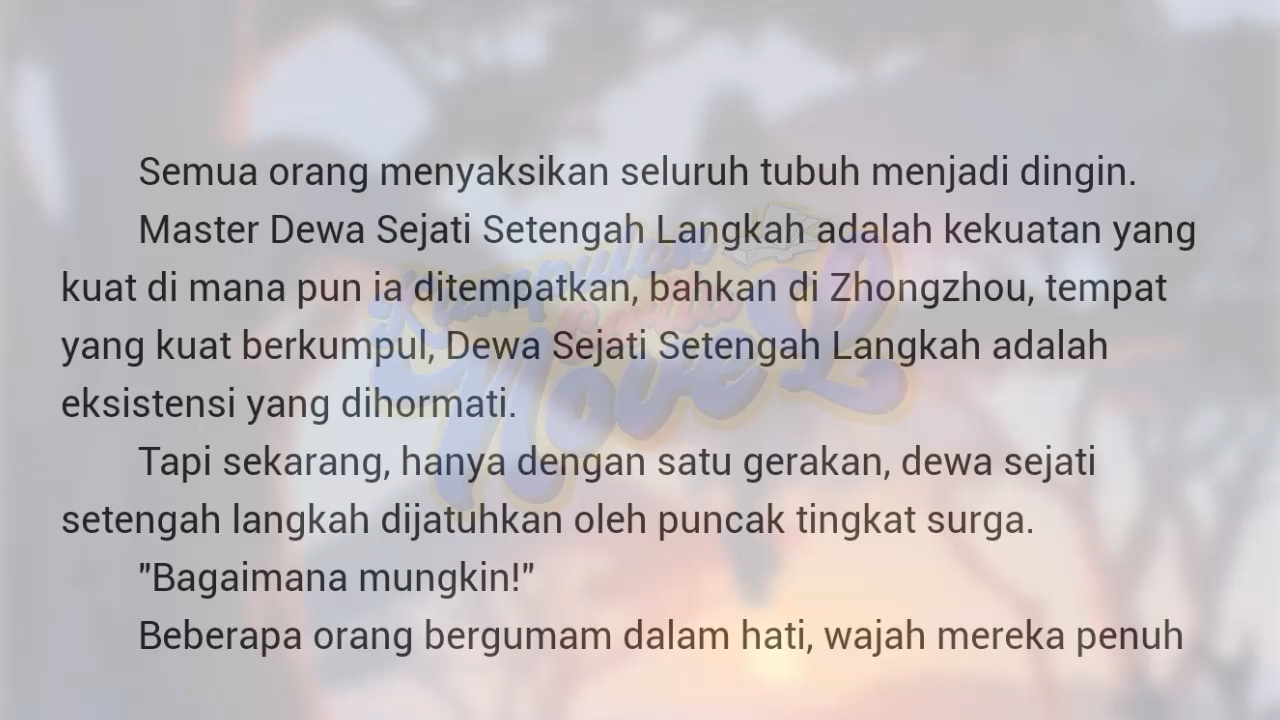 Semua orang menyaksikan seluruh tubuh menjadi dingin.
Master Dewa Sejati Setengah Langkah adalah kekuatan yang
kuat di mana pun ia ditempatkan, bahkan di Zhongzhou, tempat
yang kuat berkumpul, Dewa Sejati Setengah Langkah adalah
eksistensi yang dihormati.
Tapi sekarang, hanya dengan satu gerakan, dewa sejati
setengah langkah dijatuhkan oleh puncak tingkat surga.
"Bagaimana mungkin!"
Beberapa orang bergumam dalam hati, wajah mereka penuh
Kumpulan
Novel